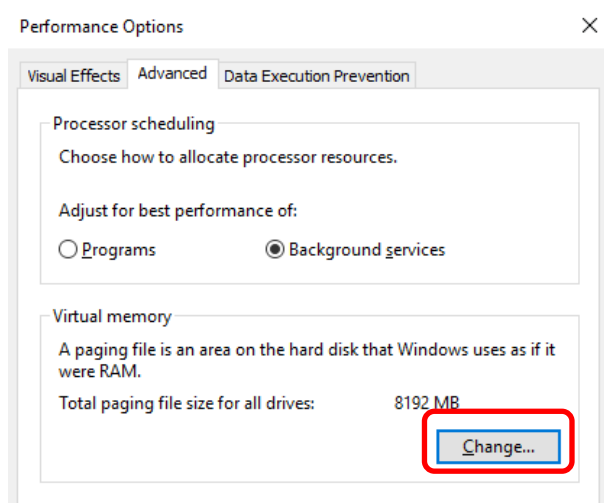 Performance Options
Visual Effects Advanced Data Execution Prevention
Processor scheduling
Choose how to allocate processor resources.
Adjust for best performance of:
Programs Background services
Virtual memory
A paging file is an area on the hard disk that Windows uses as if it
were RAM.
Total paging file size for all drives: 8192 MB
Change...